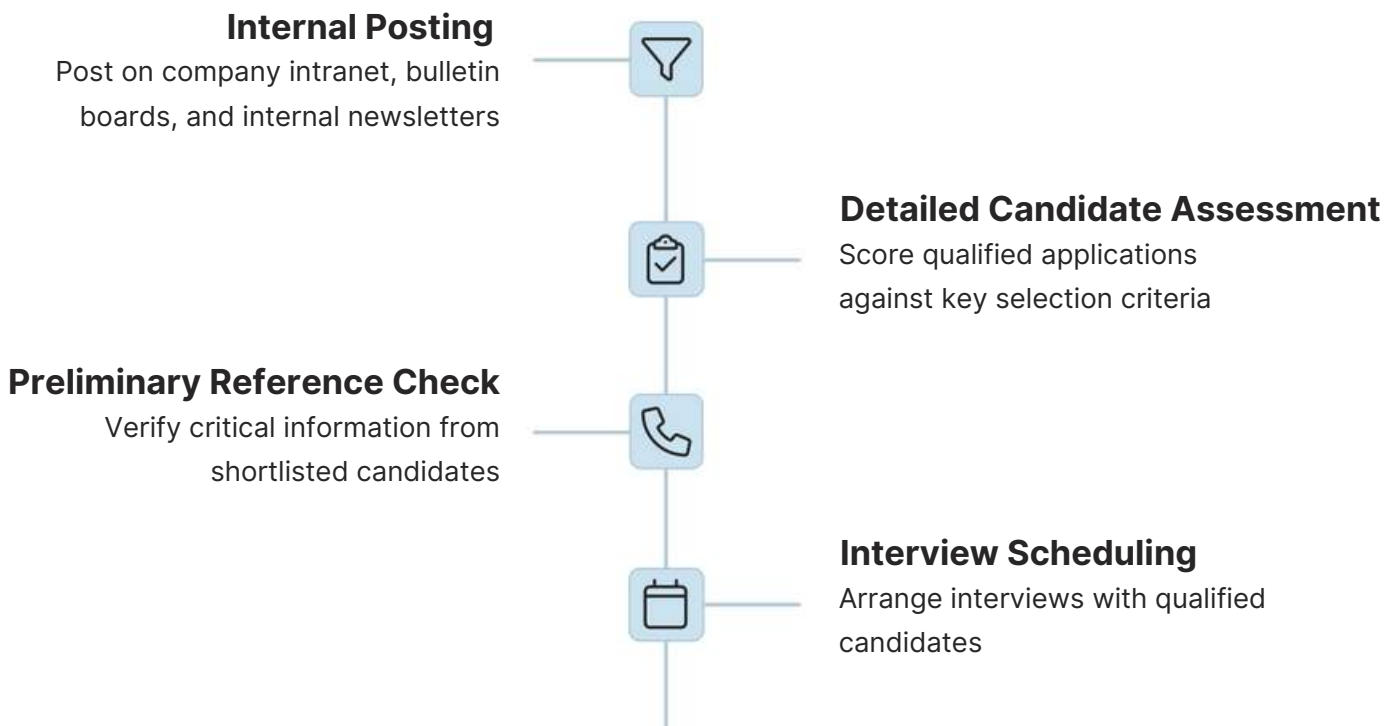 Internal Posting
Post on company intranet, bulletin
boards, and internal newsletters
Detailed Candidate Assessment
Score qualified applications
against key selection criteria
Preliminary Reference Check
Verify critical information from
shortlisted candidates
Interview Scheduling
Arrange interviews with qualified
candidates